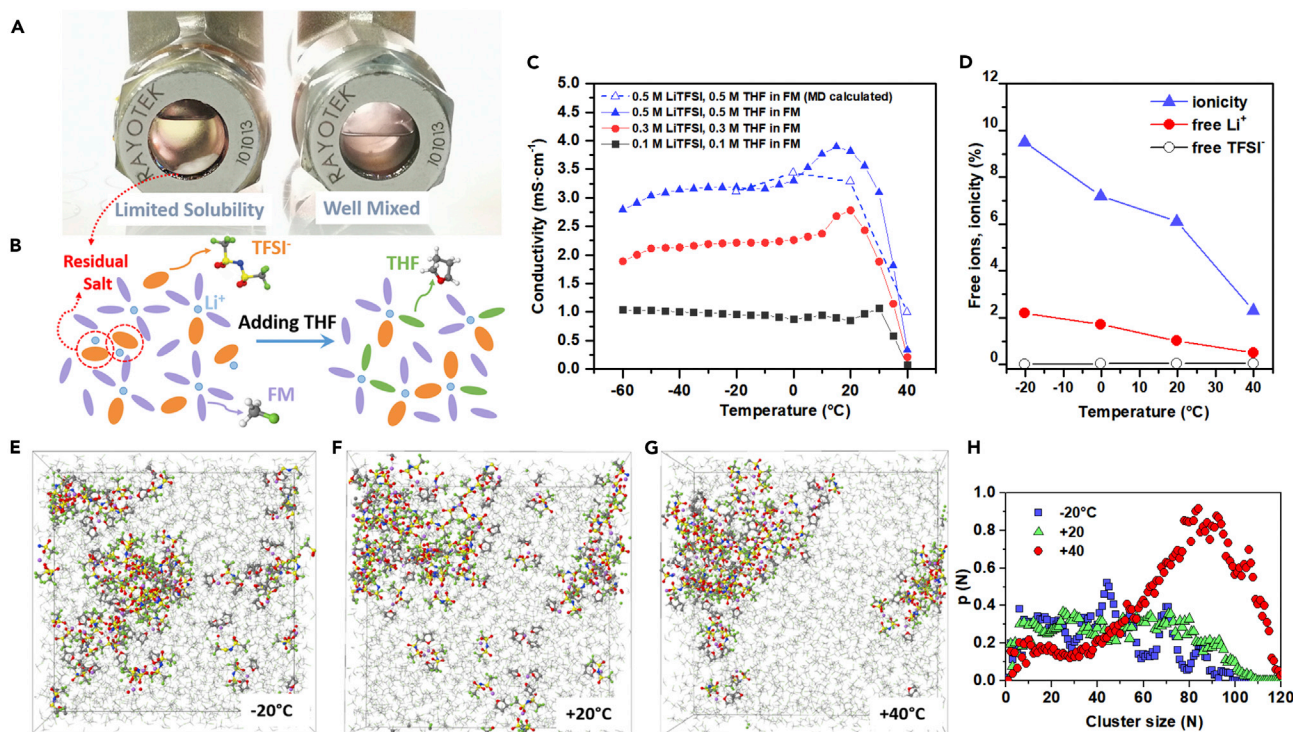 A
RAYOTEK
101013
Limited Solubility
RAYOTEK
101013
Well Mixed
B
Residual
Salt
TFSI⁻
Li⁺
FM
Adding THF
THF
C
Conductivity (mS·cm⁻¹)
5.0
4.5
4.0
3.5
3.0
2.5
2.0
1.5
1.0
0.5
0.0
0.5 M LiTFSI, 0.5 M THF in FM (MD calculated)
0.5 M LiTFSI, 0.5 M THF in FM
0.3 M LiTFSI, 0.3 M THF in FM
0.1 M LiTFSI, 0.1 M THF in FM
-60 -40 -20 0 20 40
Temperature (°C)
D
Free ions, ionicity (%)
12
10
8
6
4
2
0
ionicity
free Li⁺
free TFSI⁻
-20 -10 0 10 20 30 40
Temperature (°C)
E
-20°C
F
+20°C
G
+40°C
H
p (N)
1.0
0.8
0.6
0.4
0.2
0.0
-20°C
+20
+40
0 20 40 60 80 100 120
Cluster size (N)